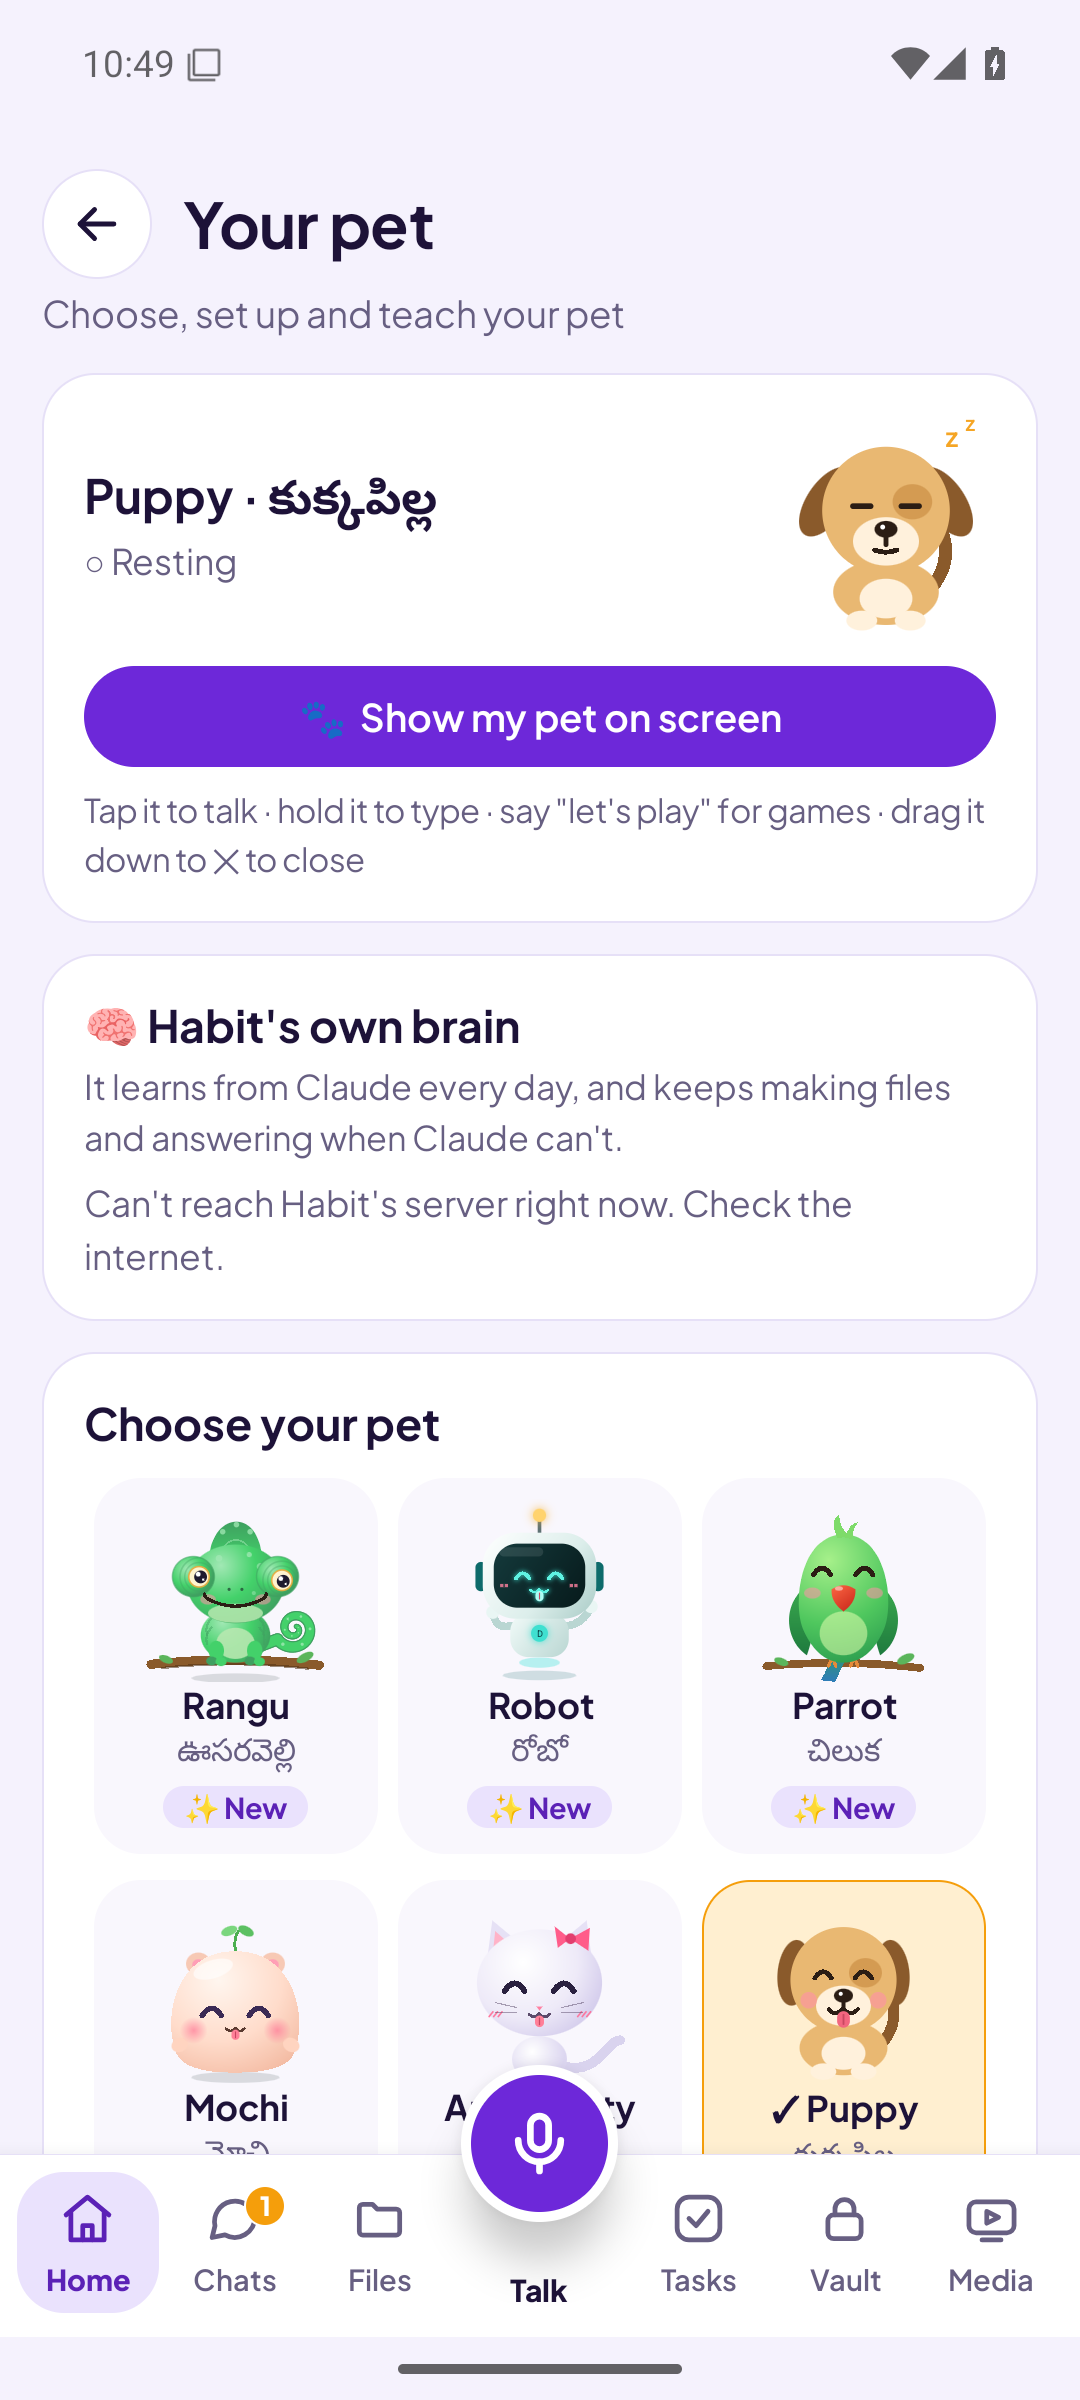 10:49
Your pet
Choose, set up and teach your pet
z z
Puppy · కుక్కపిల్ల
○ Resting
Show my pet on screen
Tap it to talk · hold it to type · say "let's play" for games · drag it
down to ✕ to close
Habit's own brain
It learns from Claude every day, and keeps making files
and answering when Claude can't.
Can't reach Habit's server right now. Check the
internet.
Choose your pet
D
Rangu
Robot
Parrot
ఊసరవెల్లి
రోబో
చిలుక
✨ New
✨ New
✨ New
Mochi
✓ Puppy
1
Home
Chats
Files
Talk
Tasks
Vault
Media